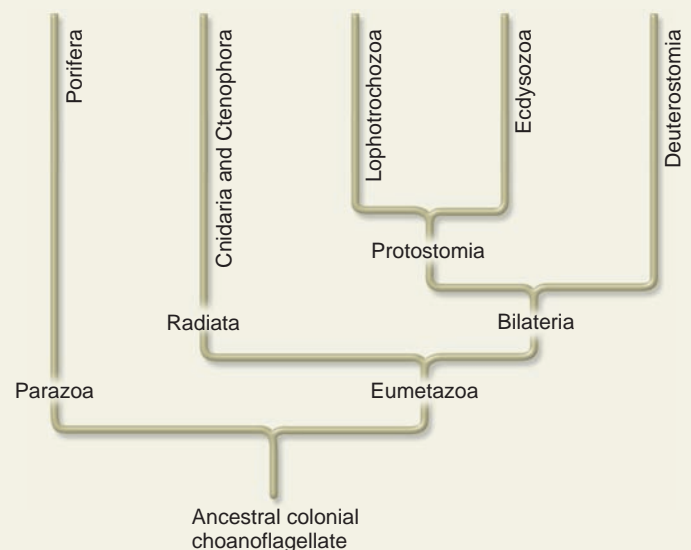 Porifera
Cnidaria and Ctenophora
Lophotrochozoa
Ecdysozoa
Deuterostomia
Protostomia
Radiata
Bilateria
Parazoa
Eumetazoa
Ancestral colonial
choanoflagellate